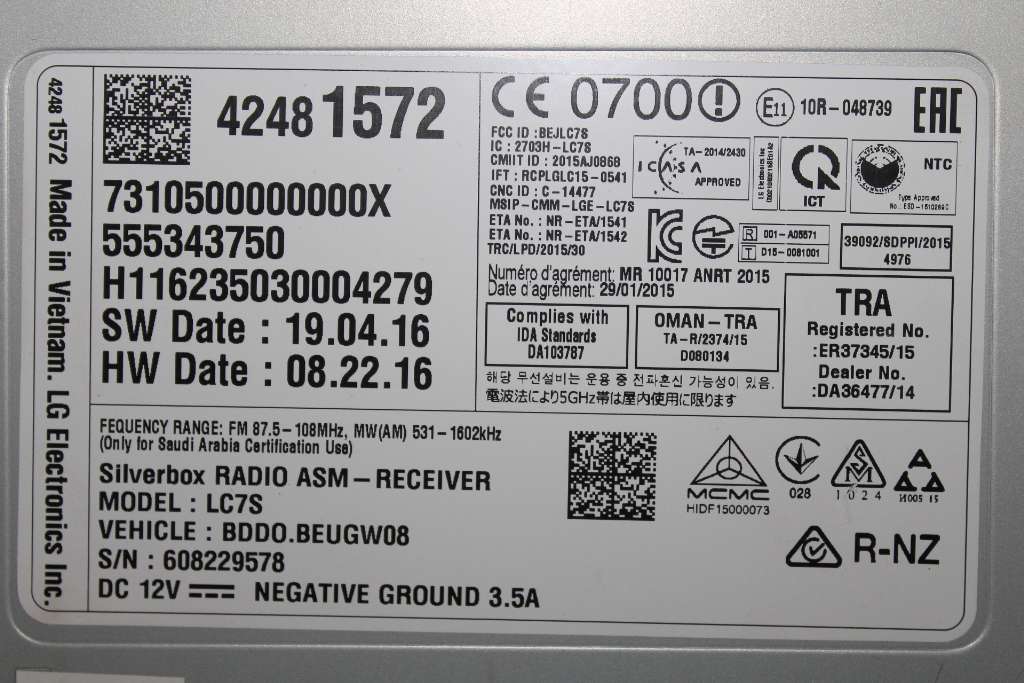 4248 1572 Made in Vietnam. LG Electronics Inc.
4248 1572
7310500000000X
555343750
H116235030004279
SW Date : 19.04.16
HW Date : 08.22.16
CE 0700
E11 10R-048739
EAC
FCC ID :BEJLC7S
IC : 2703H-LC7S
CMIIT ID : 2015AJ0868
IFT : RCPLGLC15-0541
CNC ID : C-14477
MSIP-CMM-LGE-LC7S
ETA No. : NR-ETA/1541
ETA No. : NR-ETA/1542
TRC/LPD/2015/30
ICASA
TA-2014/2430
APPROVED
LG Electronics Inc
ICT
NTC
Type Approved
R 001-A05571
T D15-0081001
39092/SDPPI/2015
4976
Numéro d'agrément: MR 10017 ANRT 2015
Date d'agrément: 29/01/2015
Complies with
IDA Standards
DA103787
OMAN-TRA
TA-R/2374/15
D080134
TRA
Registered No.
:ER37345/15
Dealer No.
:DA36477/14
해당 무선설비는 운용 중 전파혼신 가능성이 있음.
電波法により5GHz帯は屋内使用に限ります
FEQUENCY RANGE: FM 87.5-108MHz, MW(AM) 531-1602kHz
(Only for Saudi Arabia Certification Use)
Silverbox RADIO ASM-RECEIVER
MODEL : LC7S
VEHICLE : BDDO.BEUGW08
S/N : 608229578
DC 12V NEGATIVE GROUND 3.5A
MCMC
HIDF15000073
028
SM
1024
И005 15
R-NZ